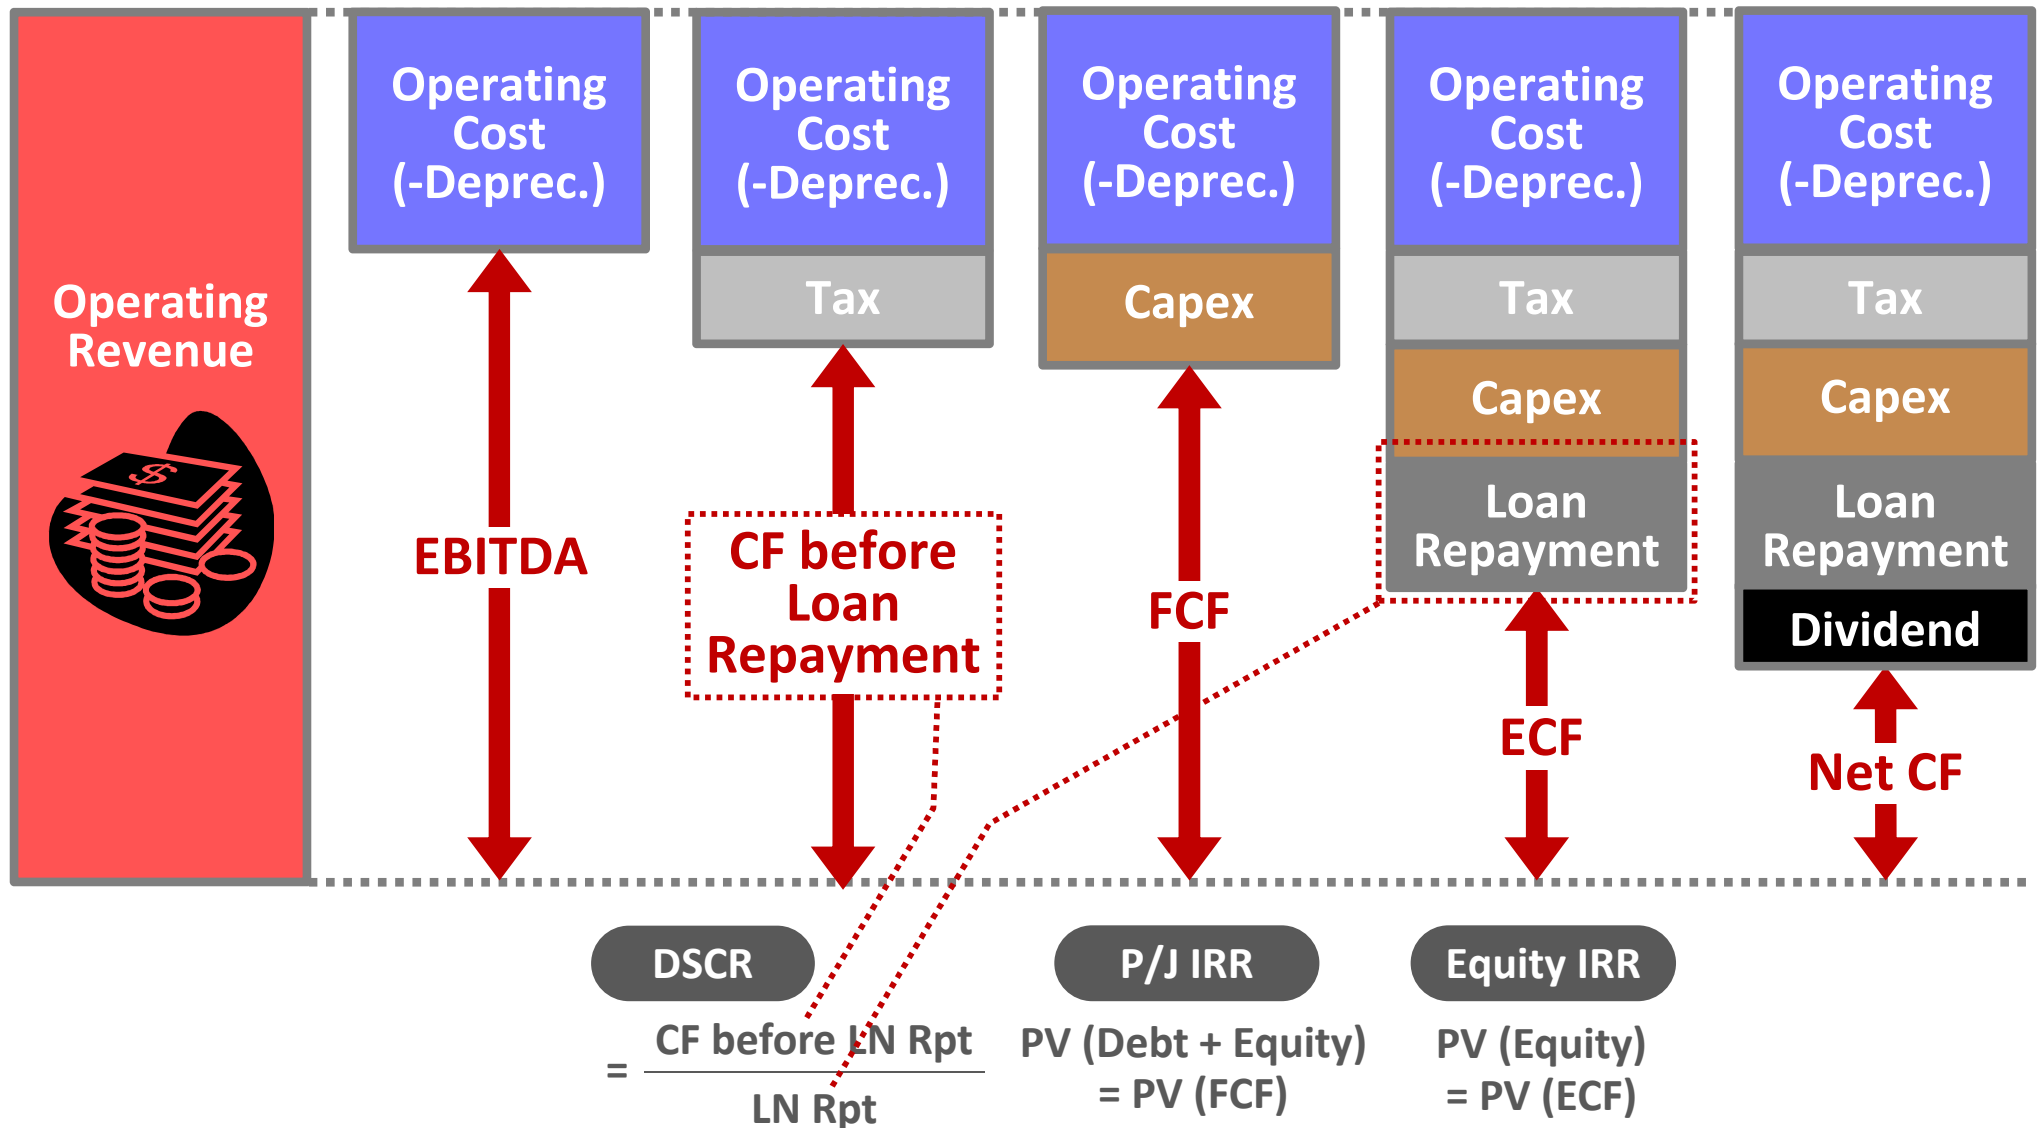 Operating
Revenue
$
Operating
Cost
(-Deprec.)
EBITDA
Operating
Cost
(-Deprec.)
Tax
CF before
Loan
Repayment
Operating
Cost
(-Deprec.)
Capex
FCF
Operating
Cost
(-Deprec.)
Tax
Capex
Loan
Repayment
ECF
Operating
Cost
(-Deprec.)
Tax
Capex
Loan
Repayment
Dividend
Net CF
DSCR
= CF before LN Rpt
LN Rpt
P/J IRR
PV (Debt + Equity)
= PV (FCF)
Equity IRR
PV (Equity)
= PV (ECF)